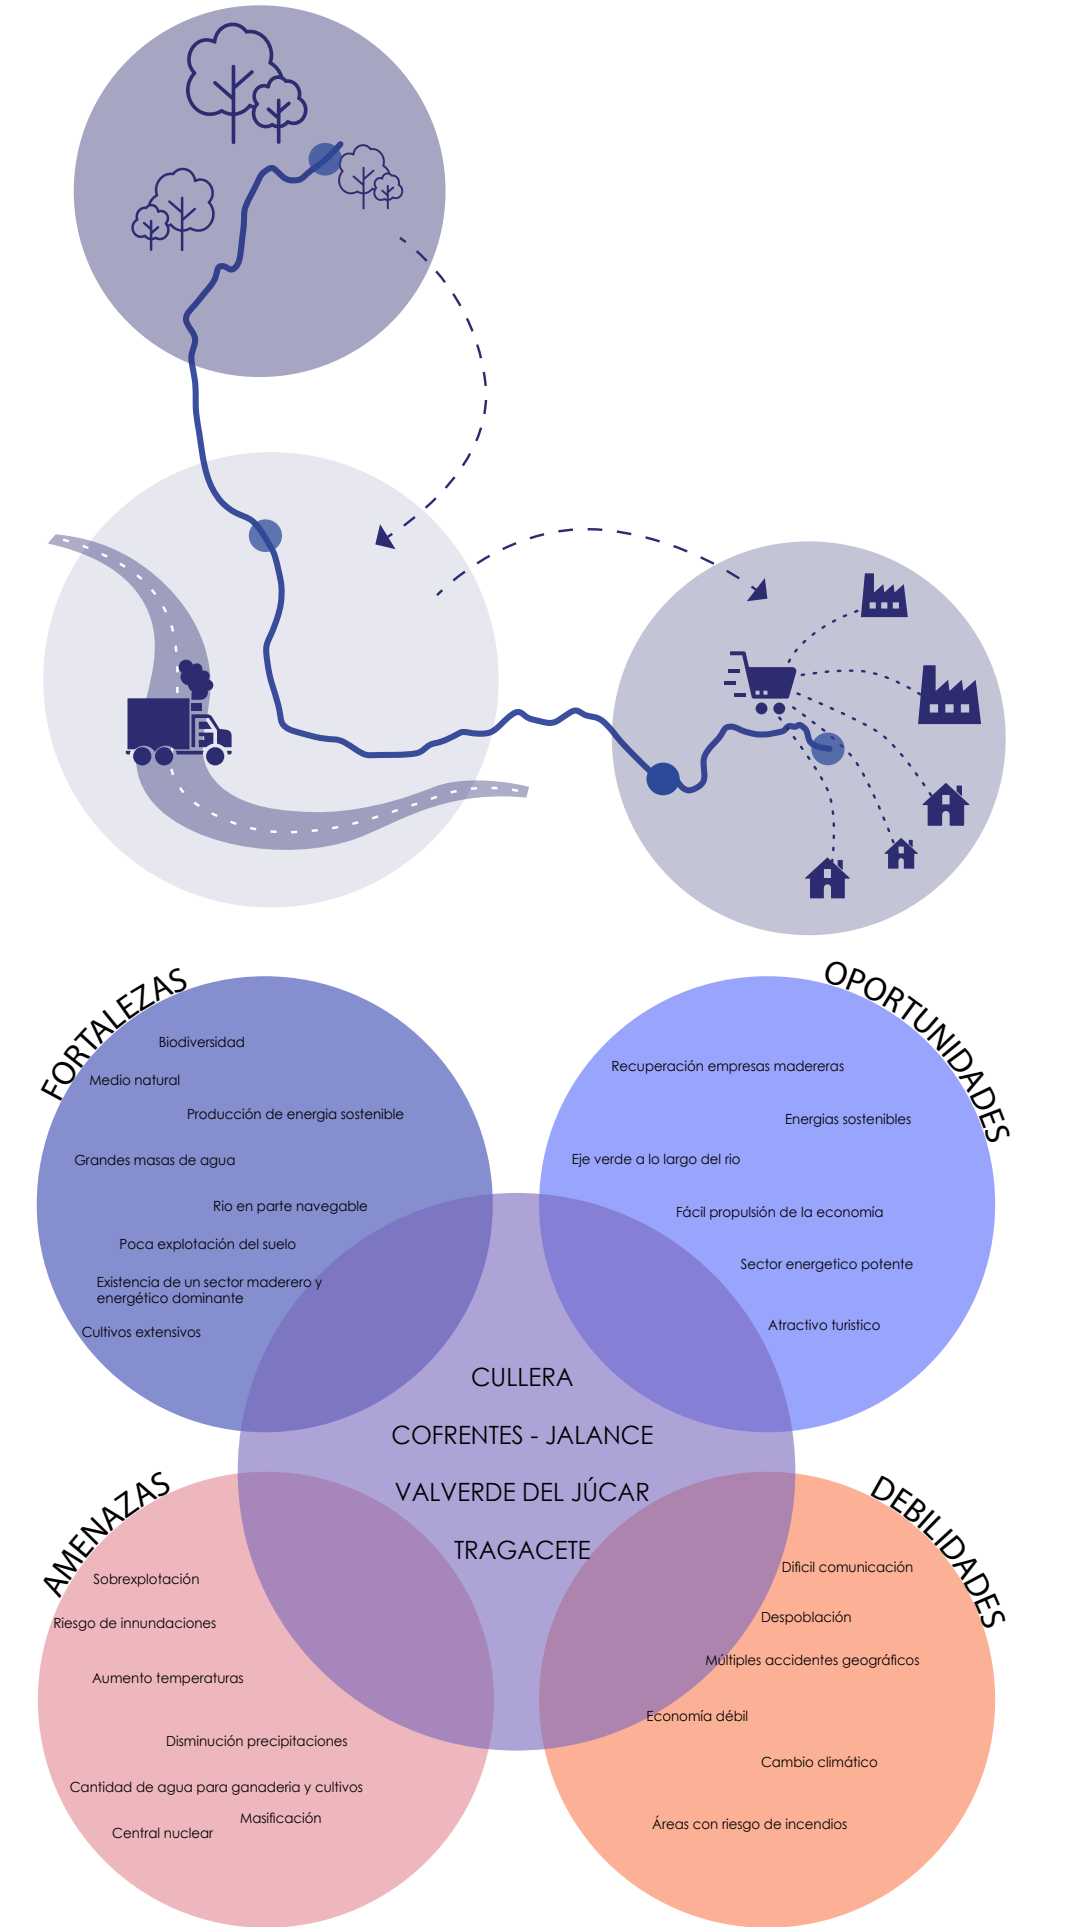 FORTALEZAS
Biodiversidad
Medio natural
Producción de energia sostenible
Grandes masas de agua
Rio en parte navegable
Poca explotación del suelo
Existencia de un sector maderero y
energético dominante
Cultivos extensivos
OPORTUNIDADES
Recuperación empresas madereras
Energias sostenibles
Eje verde a lo largo del rio
Fácil propulsión de la economía
Sector energetico potente
Atractivo turistico
CULLERA
COFRENTES - JALANCE
VALVERDE DEL JÚCAR
TRAGACETE
AMENAZAS
Sobrexplotación
Riesgo de innundaciones
Aumento temperaturas
Disminución precipitaciones
Cantidad de agua para ganaderia y cultivos
Masificación
Central nuclear
DEBILIDADES
Dificil comunicación
Despoblación
Múltiples accidentes geográficos
Economía débil
Cambio climático
Áreas con riesgo de incendios